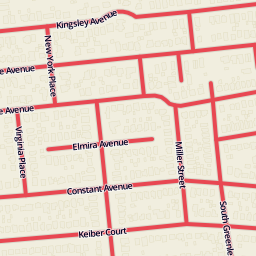 Kingsley Avenue
New York Place
e Avenue
e Avenue
Elmira Avenue
Virginia Place
Miller Street
Constant Avenue
South Greenle
Keiber Court